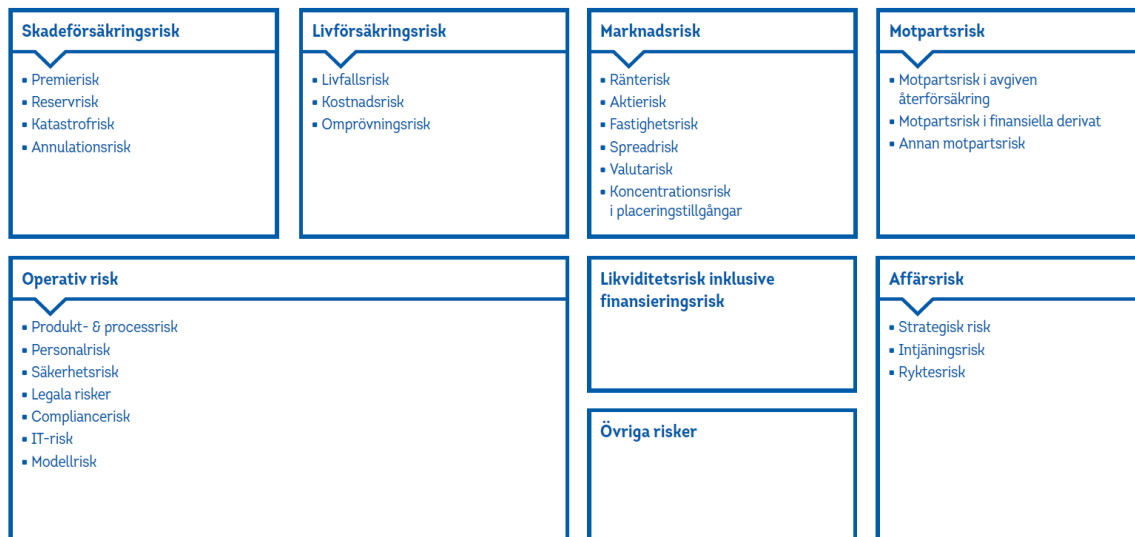 Skadeförsäkringsrisk
▪ Premierisk
▪ Reservrisk
▪ Katastrofrisk
▪ Annulationsrisk
Livförsäkringsrisk
▪ Livfallsrisk
▪ Kostnadsrisk
▪ Omprövningsrisk
Marknadsrisk
▪ Ränterisk
▪ Aktierisk
▪ Fastighetsrisk
▪ Spreadrisk
▪ Valutarisk
▪ Koncentrationsrisk
i placeringstillgångar
Motpartsrisk
▪ Motpartsrisk i avgiven
återförsäkring
▪ Motpartsrisk i finansiella derivat
▪ Annan motpartsrisk
Operativ risk
▪ Produkt- & processrisk
▪ Personalrisk
▪ Säkerhetsrisk
▪ Legala risker
▪ Compliancerisk
▪ IT-risk
▪ Modellrisk
Likviditetsrisk inklusive
finansieringsrisk
Övriga risker
Affärsrisk
▪ Strategisk risk
▪ Intjäningsrisk
▪ Ryktesrisk